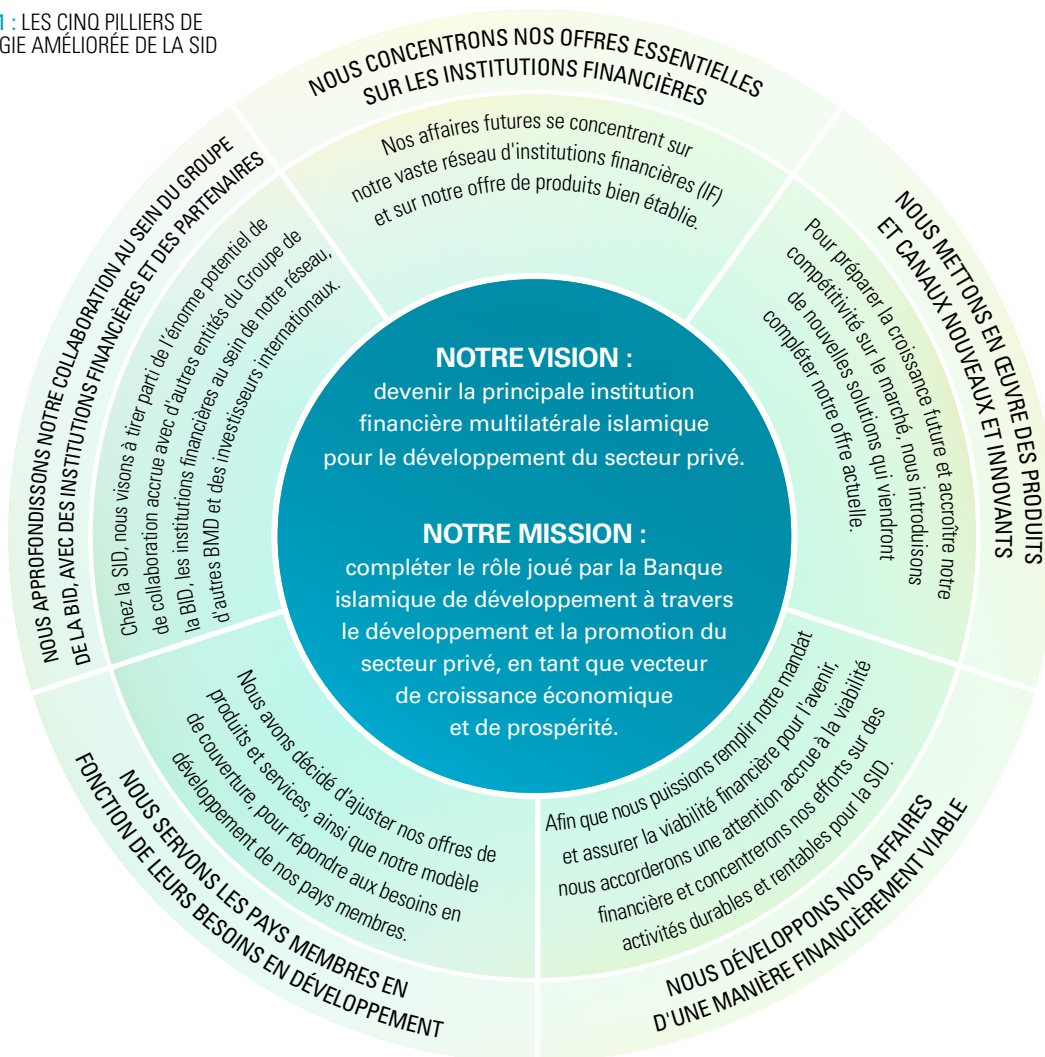 1 : LES CINQ PILLIERS DE
GIE AMÉLIORÉE DE LA SID
NOUS CONCENTRONS NOS OFFRES ESSENTIELLES
SUR LES INSTITUTIONS FINANCIÈRES
Nos affaires futures se concentrent sur
notre vaste réseau d'institutions financières (IF)
et sur notre offre de produits bien établie.
NOUS METTONS EN ŒUVRE DES PRODUITS
ET CANAUX NOUVEAUX ET INNOVANTS
Pour préparer la croissance future et accroître notre
compétitivité sur le marché, nous introduisons
de nouvelles solutions qui viendront
compléter notre offre actuelle.
Afin que nous puissions remplir notre mandat
et assurer la viabilité financière pour l'avenir,
nous accorderons une attention accrue à la viabilité
financière et concentrerons nos efforts sur des
activités durables et rentables pour la SID.
NOUS DÉVELOPPONS NOS AFFAIRES
D'UNE MANIÈRE FINANCIÈREMENT VIABLE
Nous avons décidé d'ajuster nos offres de
produits et services, ainsi que notre modèle
de couverture, pour répondre aux besoins en
développement de nos pays membres.
NOUS SERVONS LES PAYS MEMBRES EN
FONCTION DE LEURS BESOINS EN DÉVELOPPEMENT
NOUS APPROFONDISSONS NOTRE COLLABORATION AU SEIN DU GROUPE
DE LA BID, AVEC DES INSTITUTIONS FINANCIÈRES ET DES PARTENAIRES
Chez la SID, nous visons à tirer parti de l'énorme potentiel de
de collaboration accrue avec d'autres entités du Groupe de
la BID, les institutions financières au sein de notre réseau,
d'autres BMD et des investisseurs internationaux.
NOTRE VISION :
devenir la principale institution
financière multilatérale islamique
pour le développement du secteur privé.
NOTRE MISSION :
compléter le rôle joué par la Banque
islamique de développement à travers
le développement et la promotion du
secteur privé, en tant que vecteur
de croissance économique
et de prospérité.